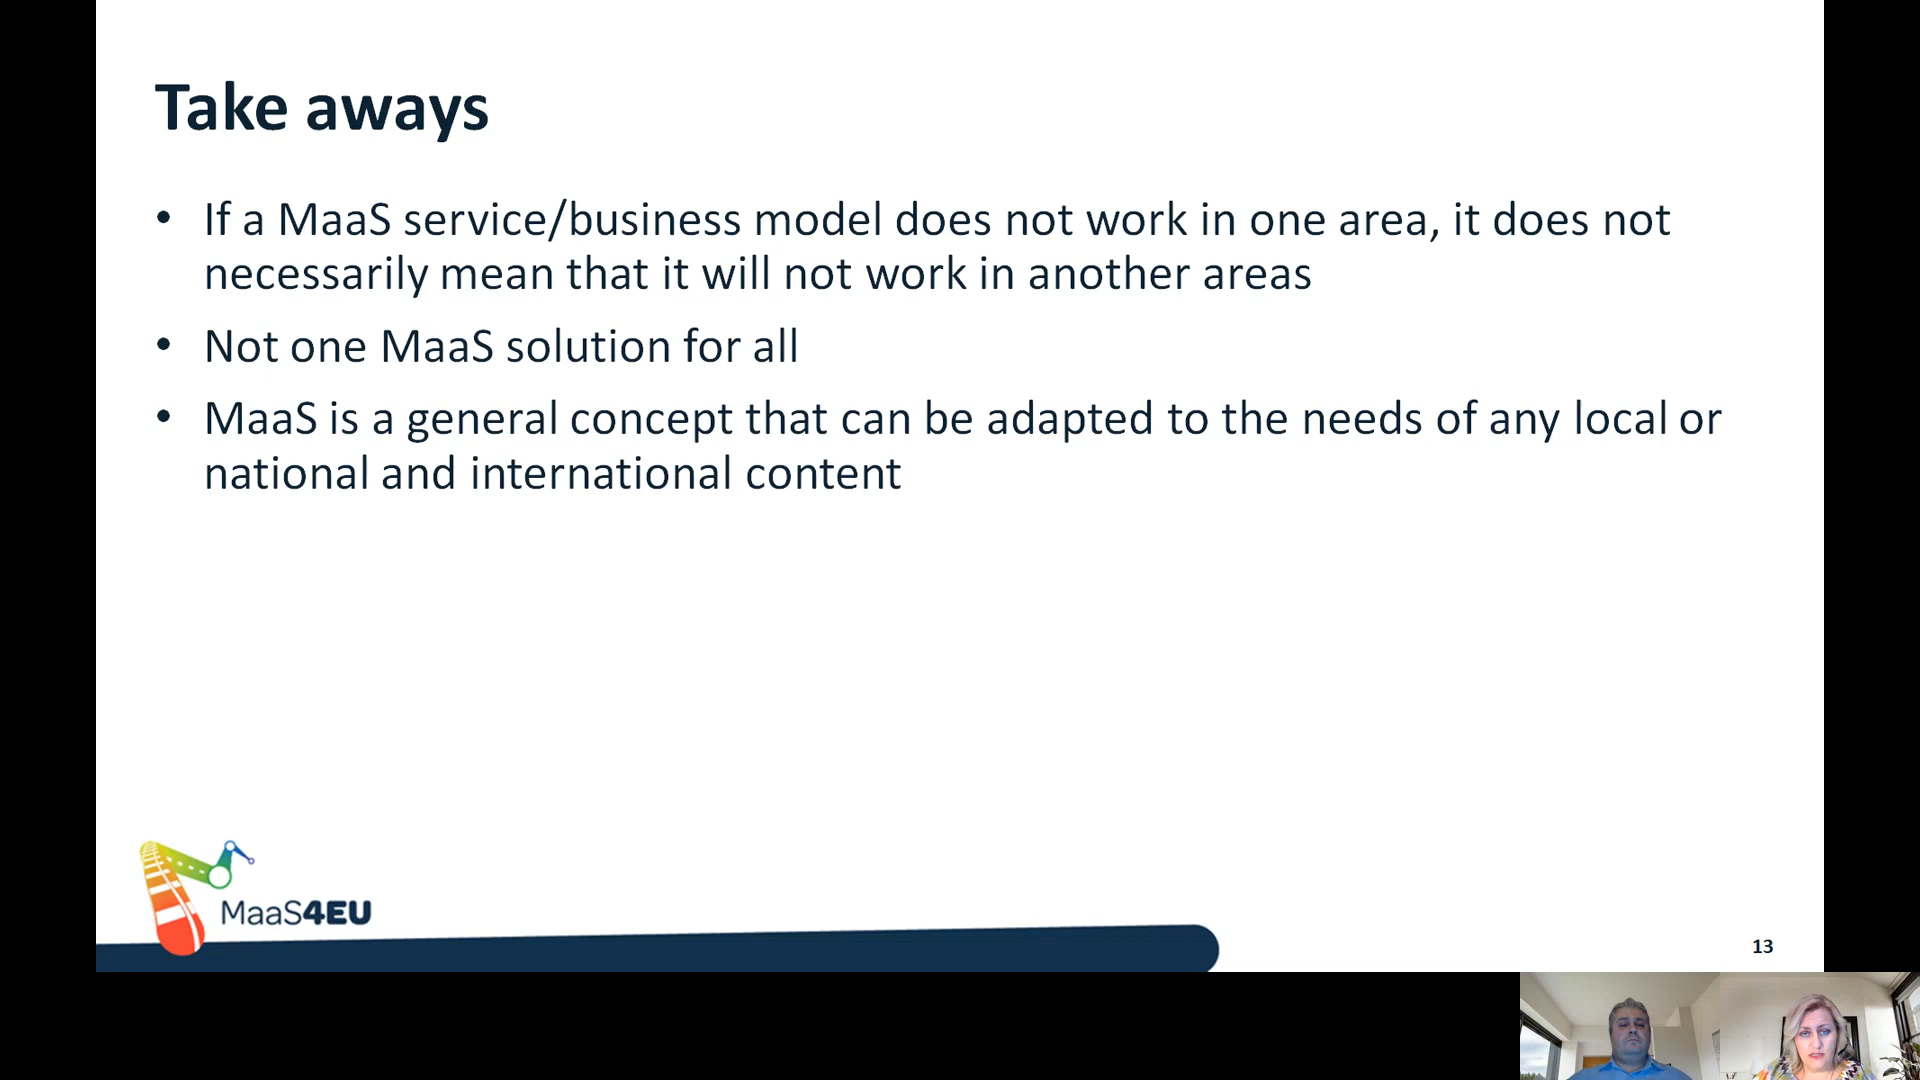 Take aways
• If a MaaS service/business model does not work in one area, it does not
necessarily mean that it will not work in another areas
• Not one MaaS solution for all
• MaaS is a general concept that can be adapted to the needs of any local or
national and international content
MaaS4EU
13